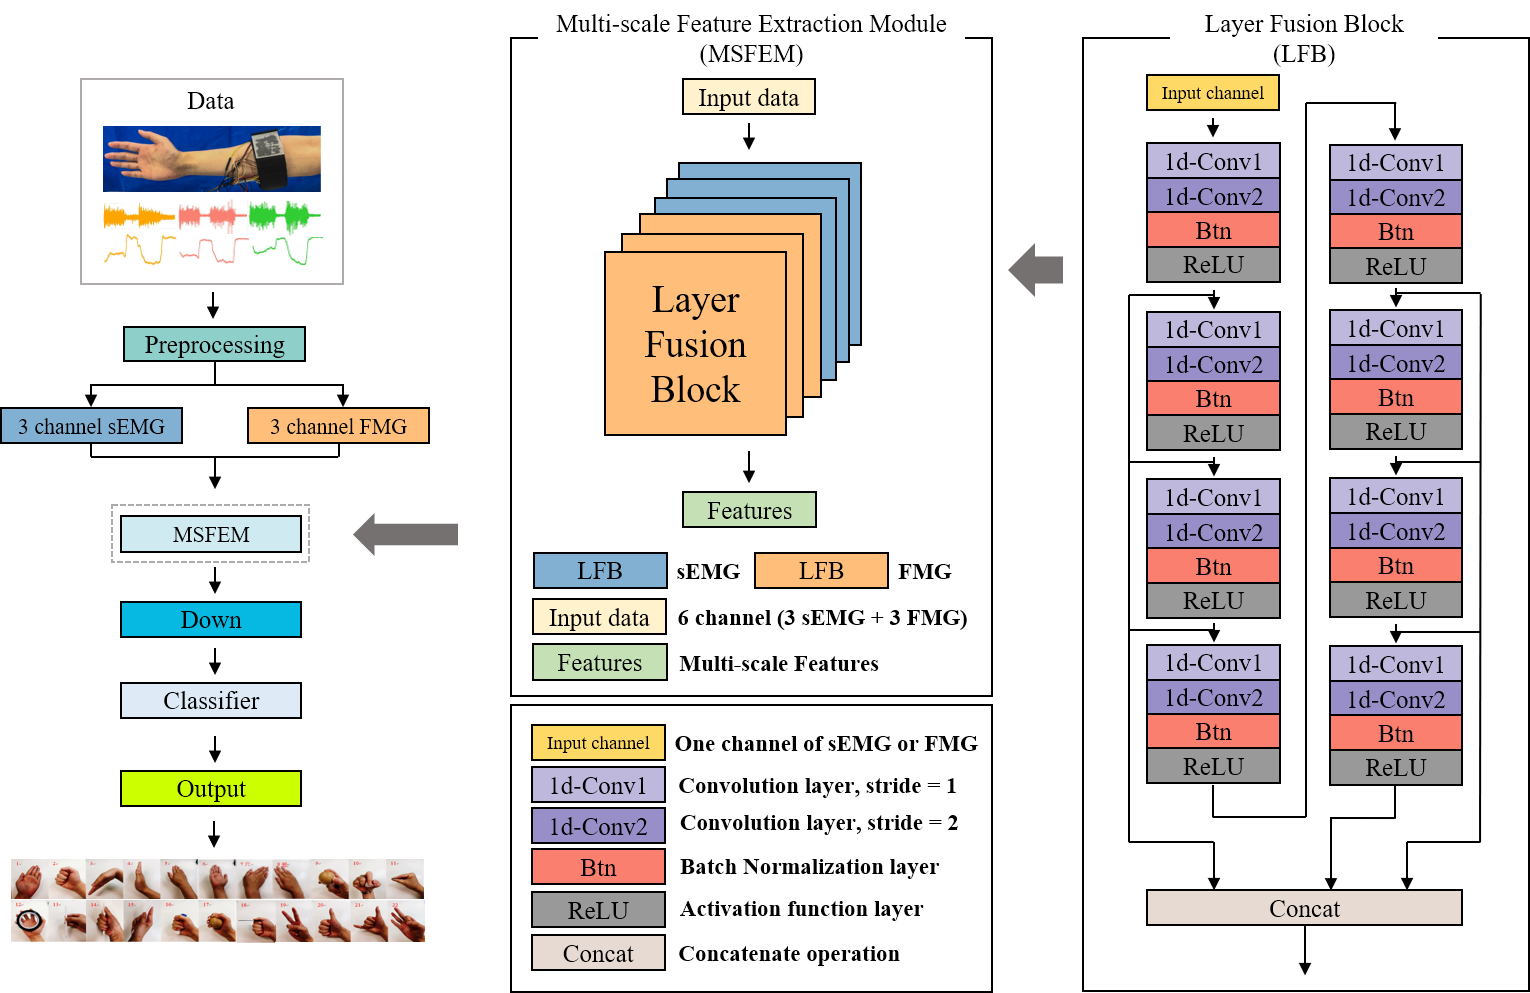 Data
Preprocessing
3 channel sEMG
3 channel FMG
MSFEM
Down
Classifier
Output
Multi-scale Feature Extraction Module
(MSFEM)
Input data
Layer
Fusion
Block
Features
LFB
sEMG
LFB
FMG
Input data
6 channel (3 sEMG + 3 FMG)
Features
Multi-scale Features
Input channel
One channel of sEMG or FMG
1d-Conv1
Convolution layer, stride = 1
1d-Conv2
Convolution layer, stride = 2
Btn
Batch Normalization layer
ReLU
Activation function layer
Concat
Concatenate operation
Layer Fusion Block
(LFB)
Input channel
1d-Conv1
1d-Conv2
Btn
ReLU
1d-Conv1
1d-Conv2
Btn
ReLU
1d-Conv1
1d-Conv2
Btn
ReLU
1d-Conv1
1d-Conv2
Btn
ReLU
1d-Conv1
1d-Conv2
Btn
ReLU
1d-Conv1
1d-Conv2
Btn
ReLU
1d-Conv1
1d-Conv2
Btn
ReLU
1d-Conv1
1d-Conv2
Btn
ReLU
Concat